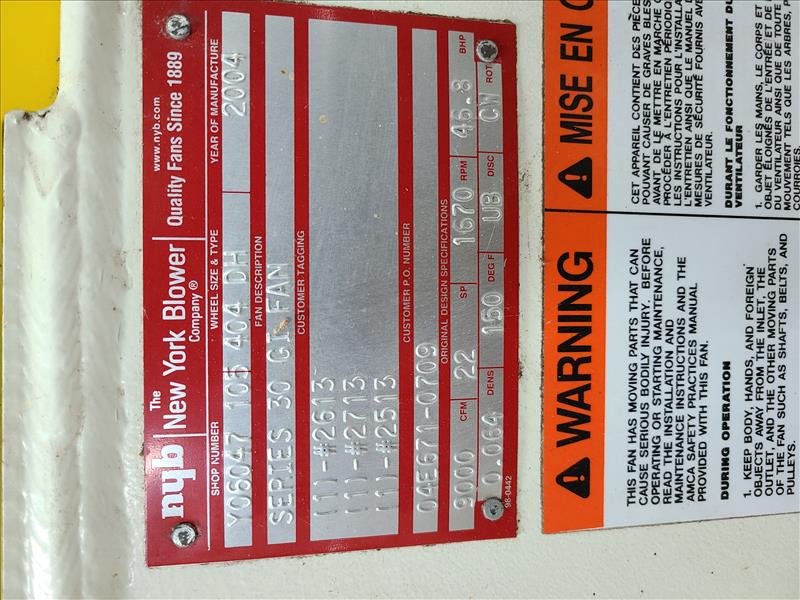 nyb The New York Blower Company®
www.nyb.com
Quality Fans Since 1889
SHOP NUMBER WHEEL SIZE & TYPE YEAR OF MANUFACTURE
Y06047 105 404 DH 2004
FAN DESCRIPTION
SERIES 30 GI FAN
CUSTOMER TAGGING
(1)-#2613
(1)-#2713
(1)-#2513
CUSTOMER P.O. NUMBER
04E671-0709
ORIGINAL DESIGN SPECIFICATIONS
9000 CFM 22 SP 1670 RPM 46.8 BHP
0.064 DENS 150 DEG F UB DISC CW ROT
98-0442
WARNING
THIS FAN HAS MOVING PARTS THAT CAN
CAUSE SERIOUS BODILY INJURY. BEFORE
OPERATING OR STARTING MAINTENANCE,
READ THE INSTALLATION AND
MAINTENANCE INSTRUCTIONS AND THE
AMCA SAFETY PRACTICES MANUAL
PROVIDED WITH THIS FAN.
DURING OPERATION
1. KEEP BODY, HANDS, AND FOREIGN
OBJECTS AWAY FROM THE INLET, THE
OUTLET, AND THE OTHER MOVING PARTS
OF THE FAN SUCH AS SHAFTS, BELTS, AND
PULLEYS.
MISE EN
CET APPAREIL CONTIENT DES
POUVANT CAUSER DE GRAVES
AVANT DE LE METTRE EN MARCHE
PROCÉDER À L'ENTRETIEN
LES INSTRUCTIONS POUR
L'ENTRETIEN AINSI QUE LE MANUEL
MESURES DE SÉCURITÉ FOURNIS
VENTILATEUR.
DURANT LE FONCTIONNEMENT DU
VENTILATEUR
1. GARDER LES MAINS, LE CORPS ET
OBJET ÉLOIGNÉS DE L'ENTRÉE ET DE
DU VENTILATEUR AINSI QUE DE TOUTE
MOUVEMENT TELS QUE LES ARBRES,
COURROIES.